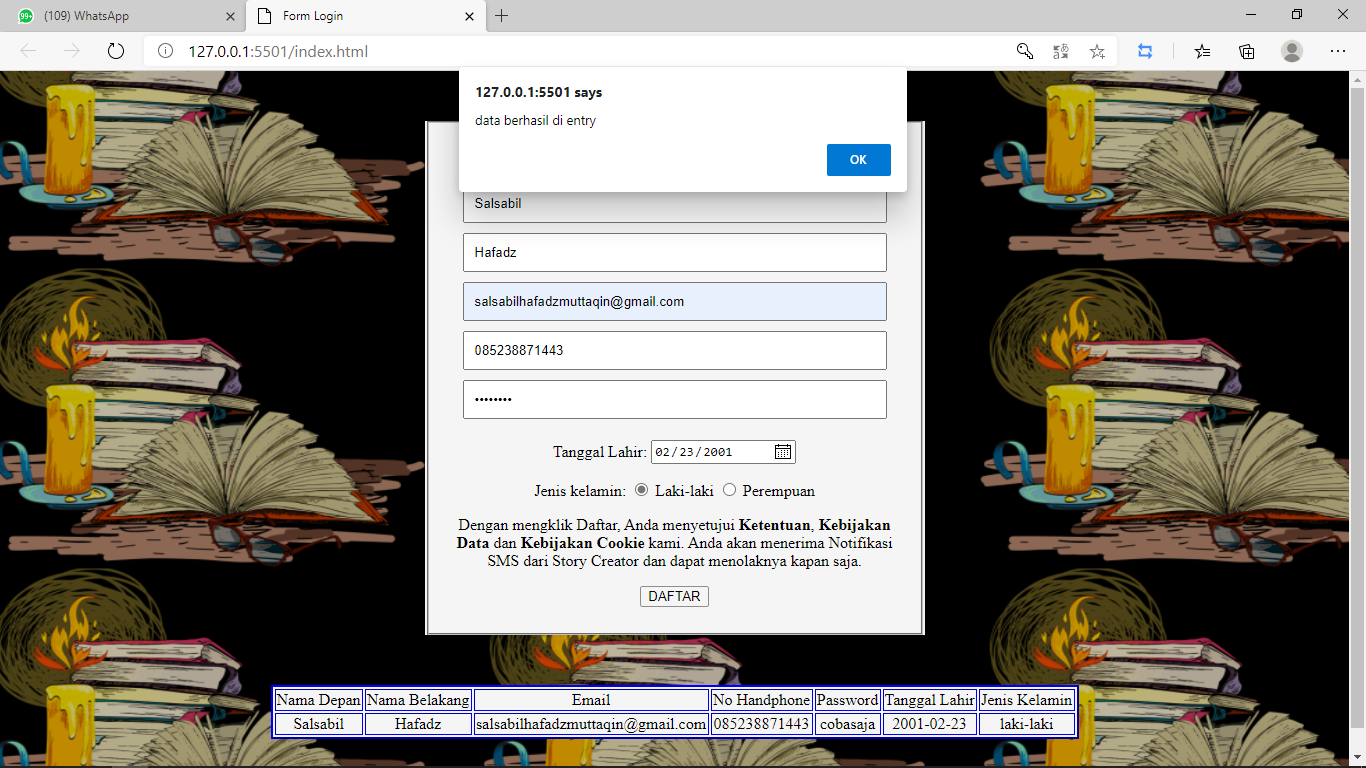 99+ (109) WhatsApp
Form Login
127.0.0.1:5501/index.html
127.0.0.1:5501 says
data berhasil di entry
OK
Salsabil
Hafadz
salsabilhafadzmuttaqin@gmail.com
085238871443
••••••••
Tanggal Lahir: 02/23/2001
Jenis kelamin: Laki-laki Perempuan
Dengan mengklik Daftar, Anda menyetujui Ketentuan, Kebijakan
Data dan Kebijakan Cookie kami. Anda akan menerima Notifikasi
SMS dari Story Creator dan dapat menolaknya kapan saja.
DAFTAR
Nama Depan Nama Belakang Email No Handphone Password Tanggal Lahir Jenis Kelamin
Salsabil Hafadz salsabilhafadzmuttaqin@gmail.com 085238871443 cobasaja 2001-02-23 laki-laki